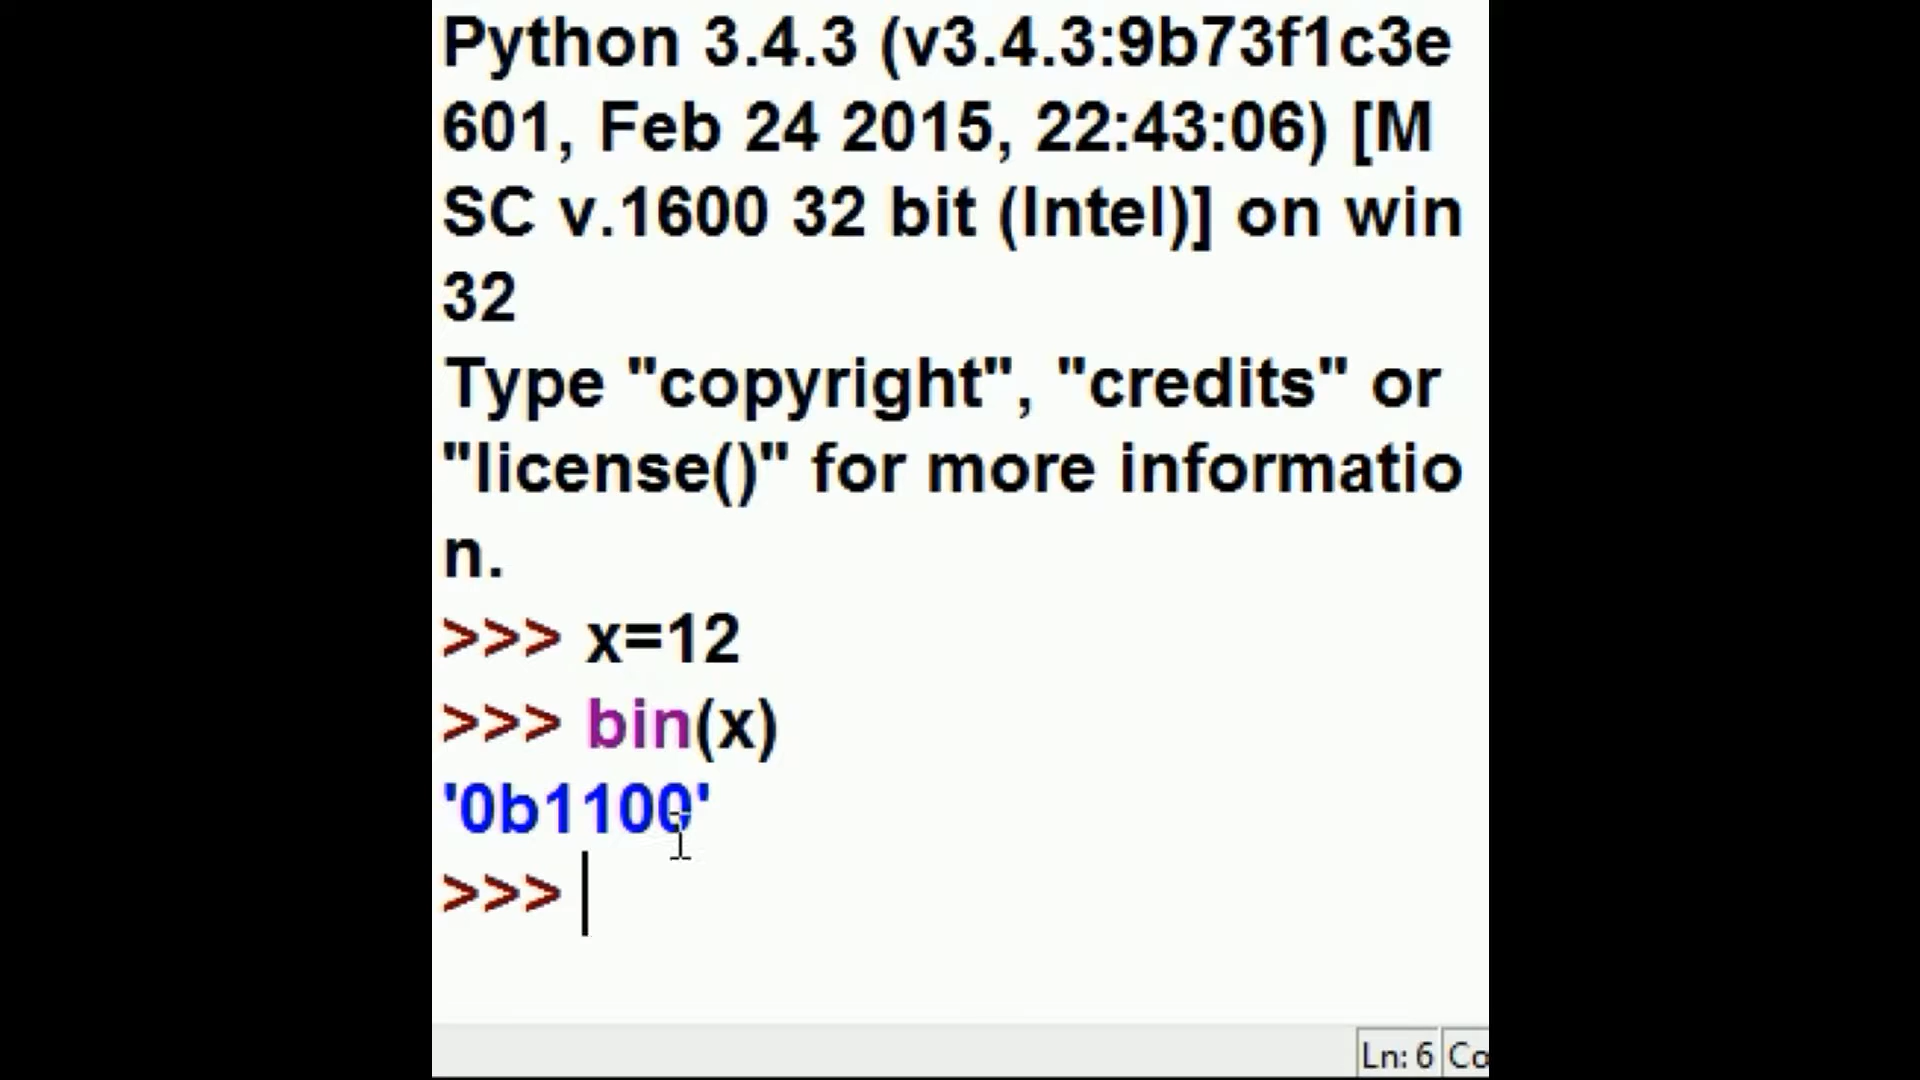 Python 3.4.3 (v3.4.3:9b73f1c3e
601, Feb 24 2015, 22:43:06) [M
SC v.1600 32 bit (Intel)] on win
32
Type "copyright", "credits" or
"license()" for more informatio
n.
>>> x=12
>>> bin(x)
'0b1100'
>>>
Ln: 6 Co